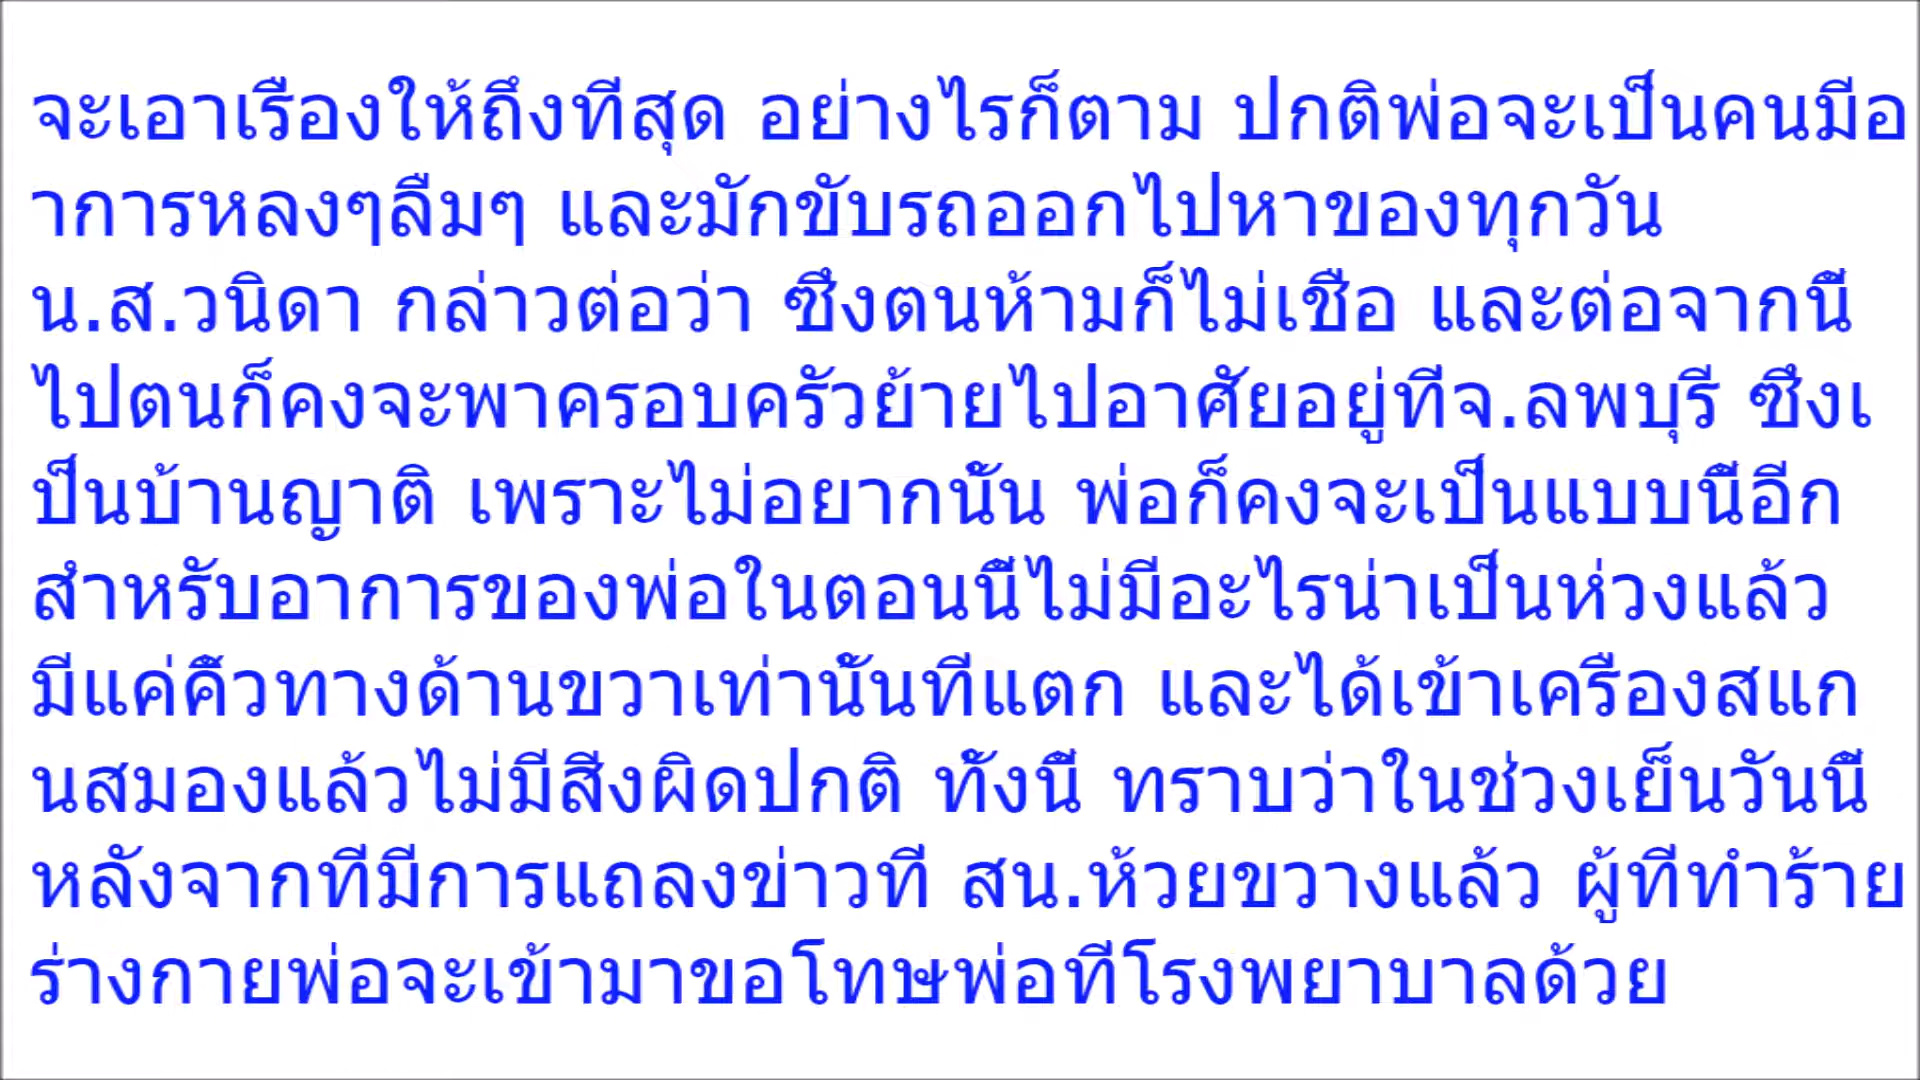 จะเอาเรื่องให้ถึงที่สุด อย่างไรก็ตาม ปกติพ่อจะเป็นคนมีอ
าการหลงๆลืมๆ และมักขับรถออกไปหาของทุกวัน
น.ส.วนิดา กล่าวต่อว่า ซึ่งตนห้ามก็ไม่เชื่อ และต่อจากนี้
ไปตนก็คงจะพาครอบครัวย้ายไปอาศัยอยู่ที่จ.ลพบุรี ซึ่งเ
ป็นบ้านญาติ เพราะไม่อยากนั้น พ่อก็คงจะเป็นแบบนี้อีก
สำหรับอาการของพ่อในตอนนี้ไม่มีอะไรน่าเป็นห่วงแล้ว
มีแค่คิ้วทางด้านขวาเท่านั้นที่แตก และได้เข้าเครื่องสแก
นสมองแล้วไม่มีสิ่งผิดปกติ ทั้งนี้ ทราบว่าในช่วงเย็นวันนี้
หลังจากที่มีการแถลงข่าวที่ สน.ห้วยขวางแล้ว ผู้ที่ทำร้าย
ร่างกายพ่อจะเข้ามาขอโทษพ่อที่โรงพยาบาลด้วย